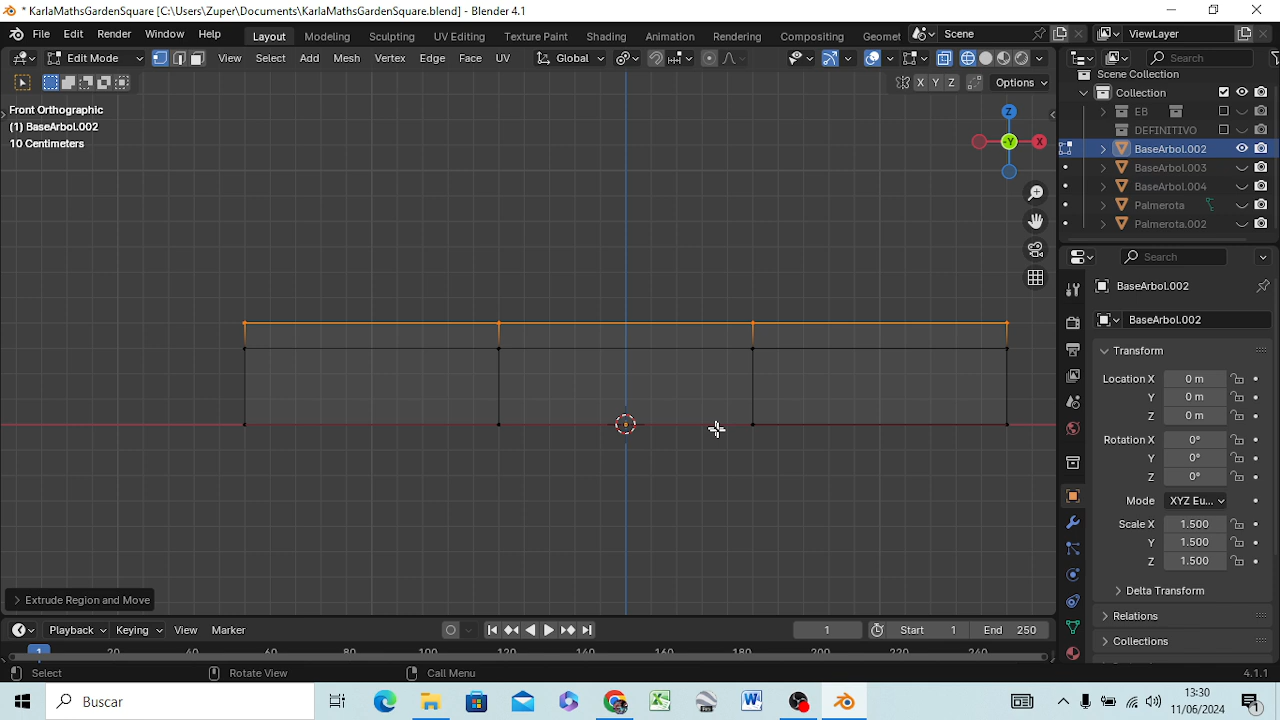 * KarlaMathsGardenSquare [C:\Users\Zuper\Documents\KarlaMathsGardenSquare.blend] - Blender 4.1
File Edit Render Window Help Layout Modeling Sculpting UV Editing Texture Paint Shading Animation Rendering Compositing Geomet Scene ViewLayer
Edit Mode View Select Add Mesh Vertex Edge Face UV Global Search
X Y Z Options
Front Orthographic
(1) BaseArbol.002
10 Centimeters
Z
-Y X
Scene Collection
Collection
EB
DEFINITIVO
BaseArbol.002
BaseArbol.003
BaseArbol.004
Palmerota
Palmerota.002
Search
BaseArbol.002
BaseArbol.002
Transform
Location X 0 m
Y 0 m
Z 0 m
Rotation X 0°
Y 0°
Z 0°
Mode XYZ Eu...
Scale X 1.500
Y 1.500
Z 1.500
Delta Transform
Relations
Collections
Extrude Region and Move
Playback Keying View Marker 1 Start 1 End 250
1 20 40 60 80 100 120 140 160 180 200 220 240
Select Rotate View Call Menu 4.1.1
Buscar
13:30
11/06/2024
1